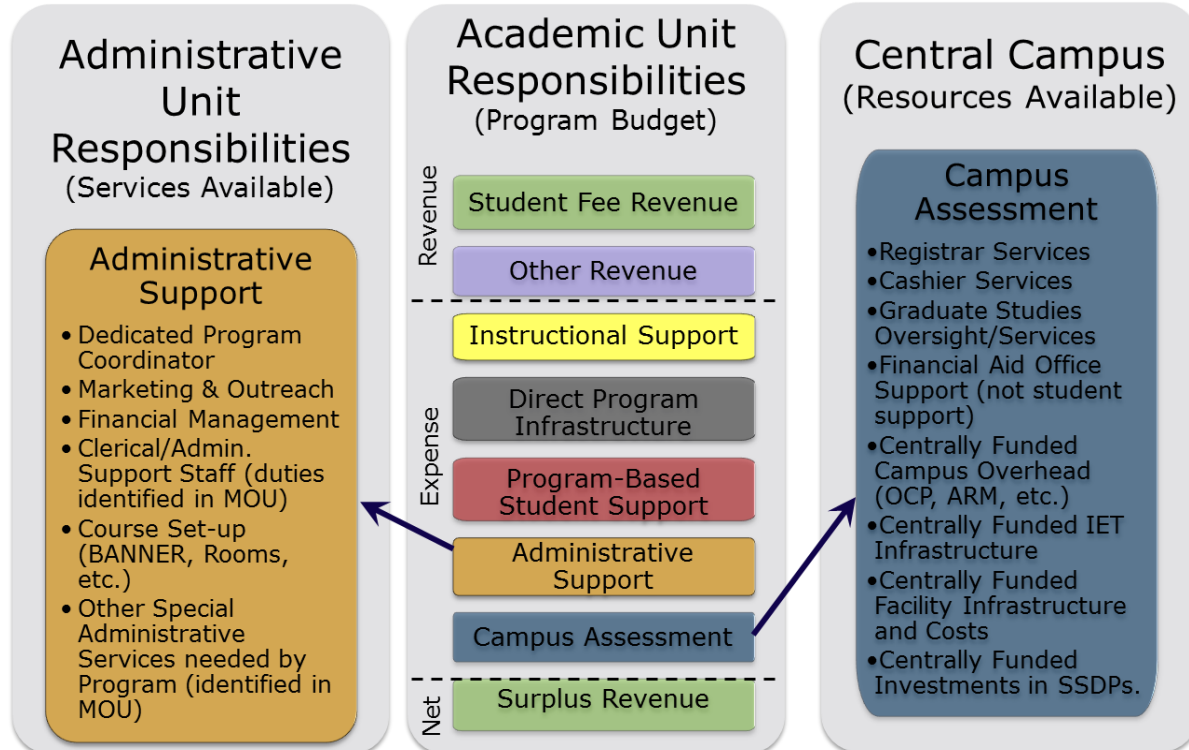 Administrative
Unit
Responsibilities
(Services Available)
Administrative
Support
• Dedicated Program
Coordinator
• Marketing & Outreach
• Financial Management
• Clerical/Admin.
Support Staff (duties
identified in MOU)
• Course Set-up
(BANNER, Rooms,
etc.)
• Other Special
Administrative
Services needed by
Program (identified in
MOU)
Academic Unit
Responsibilities
(Program Budget)
Revenue
Student Fee Revenue
Other Revenue
Expense
Instructional Support
Direct Program
Infrastructure
Program-Based
Student Support
Administrative
Support
Campus Assessment
Net
Surplus Revenue
Central Campus
(Resources Available)
Campus
Assessment
•Registrar Services
•Cashier Services
•Graduate Studies
Oversight/Services
•Financial Aid Office
Support (not student
support)
•Centrally Funded
Campus Overhead
(OCP, ARM, etc.)
•Centrally Funded IET
Infrastructure
•Centrally Funded
Facility Infrastructure
and Costs
•Centrally Funded
Investments in SSDPs.